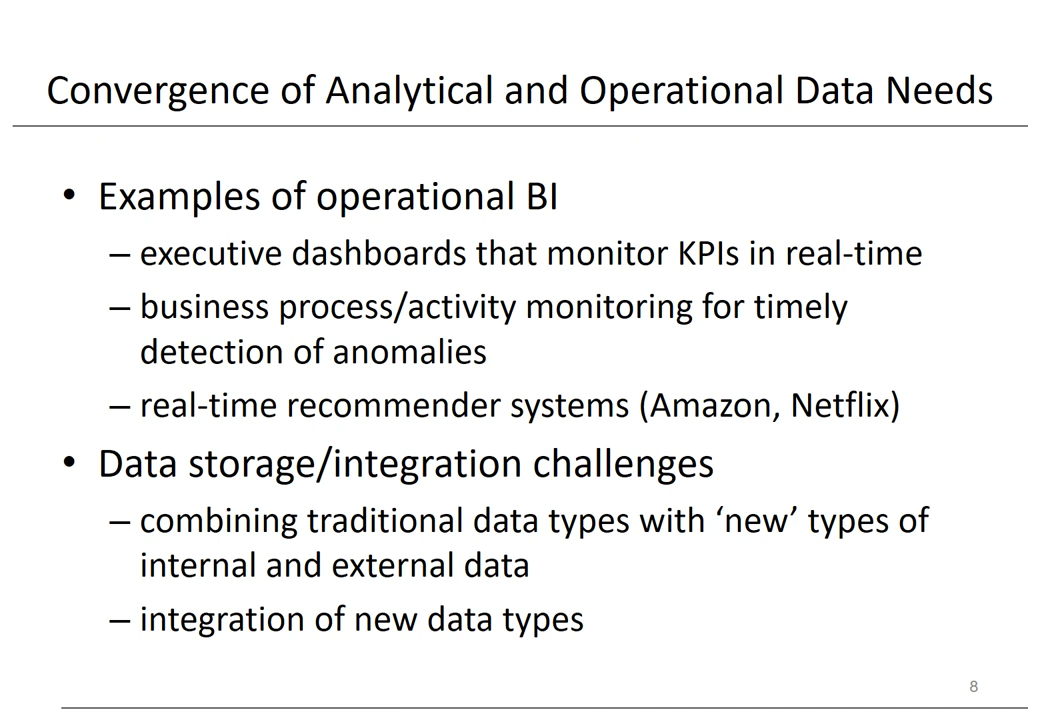 Convergence of Analytical and Operational Data Needs
• Examples of operational BI
– executive dashboards that monitor KPIs in real-time
– business process/activity monitoring for timely
detection of anomalies
– real-time recommender systems (Amazon, Netflix)
• Data storage/integration challenges
– combining traditional data types with ‘new’ types of
internal and external data
– integration of new data types
8